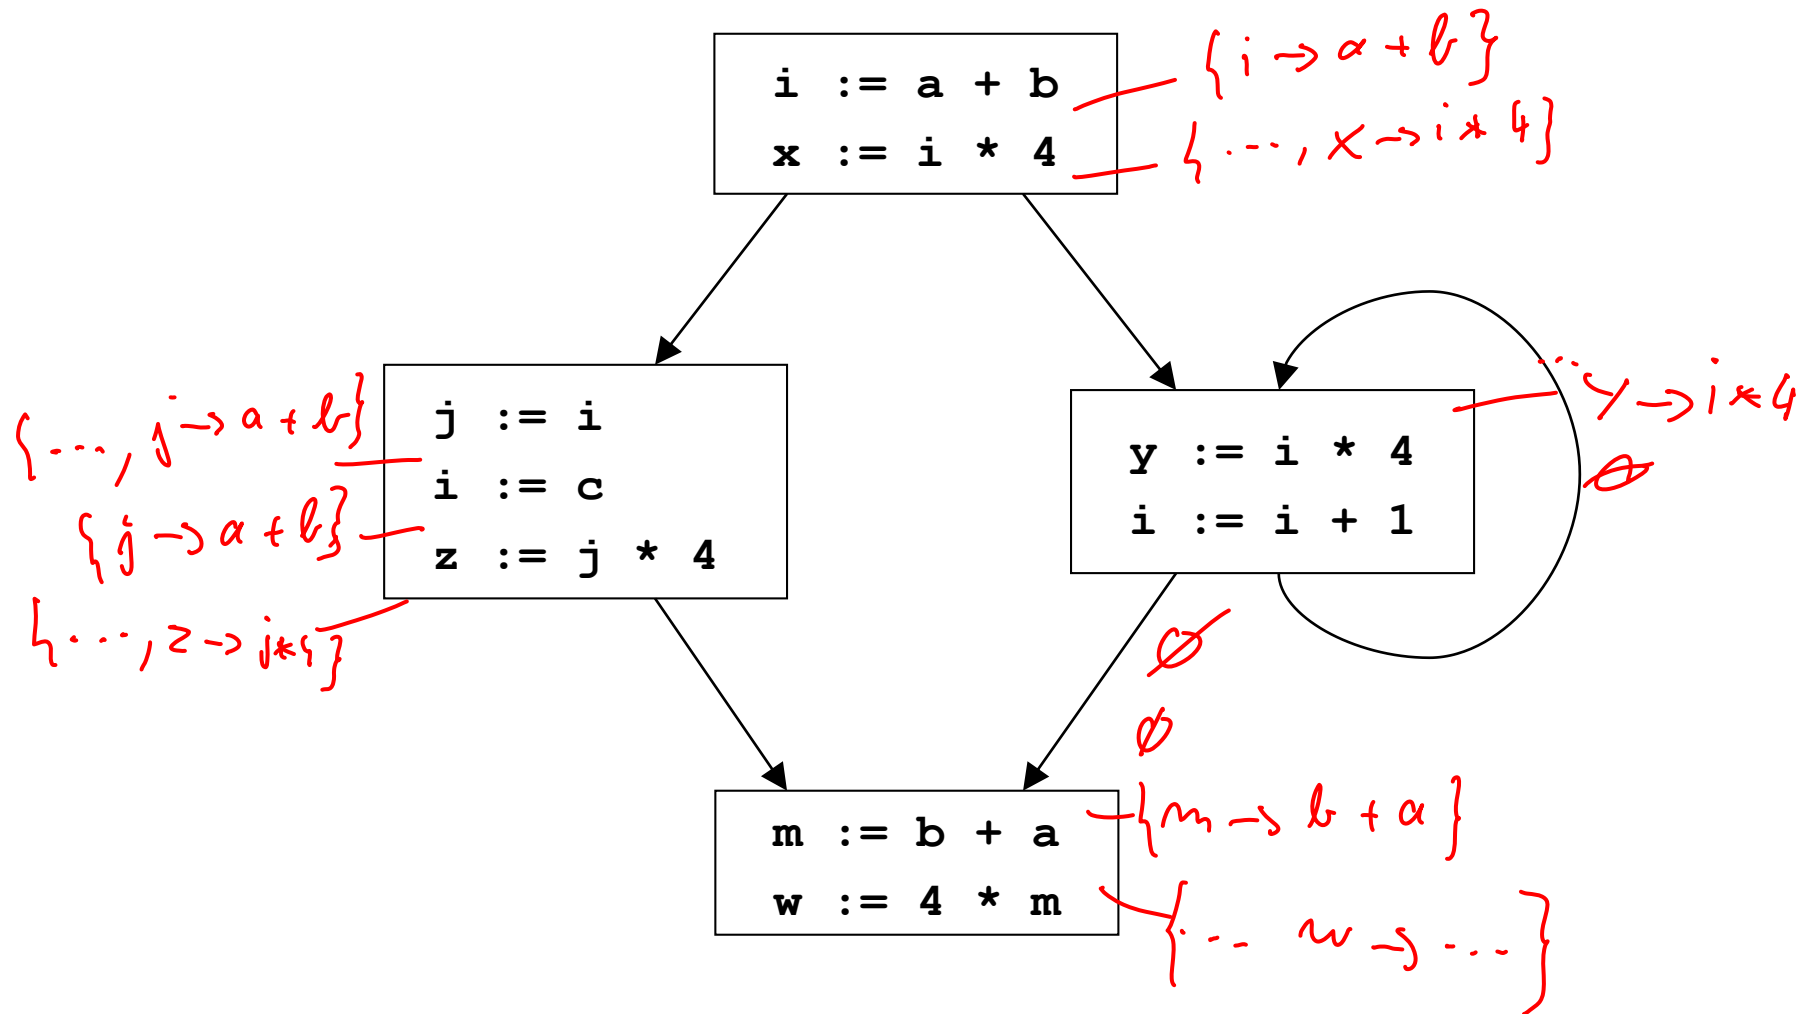 i := a + b
{i → a + b}
x := i * 4
{..., x → i * 4}
{..., j → a + b}
j := i
i := c
{j → a + b}
z := j * 4
{..., z → j*4}
... y → i * 4
y := i * 4
∅
i := i + 1
∅
∅
m := b + a
{m → b + a}
w := 4 * m
{... w → ...}